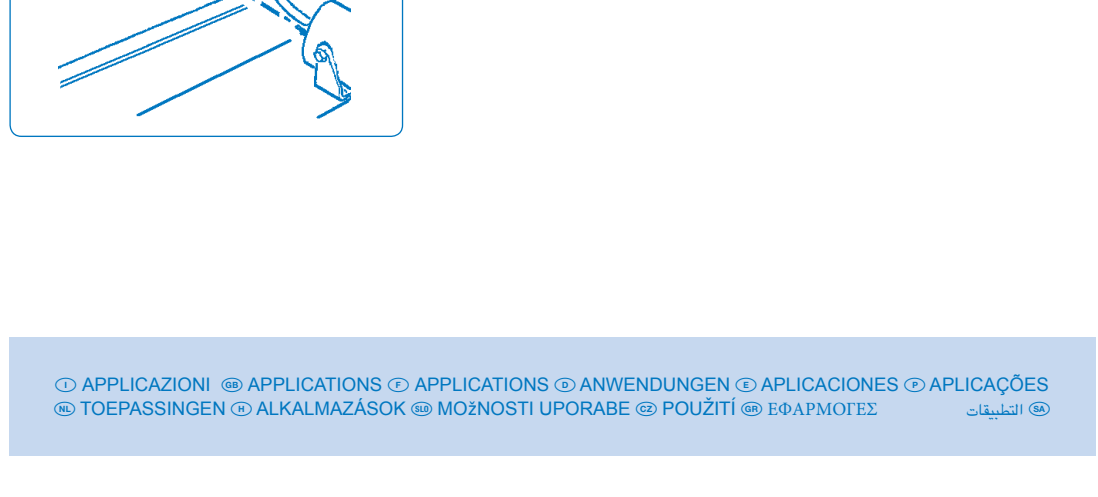 I APPLICAZIONI GB APPLICATIONS F APPLICATIONS D ANWENDUNGEN E APLICACIONES P APLICAÇÕES
NL TOEPASSINGEN H ALKALMAZÁSOK SLO MOžNOSTI UPORABE CZ POUŽITÍ GR ΕΦΑΡΜΟΓΕΣ SA التطبيقات